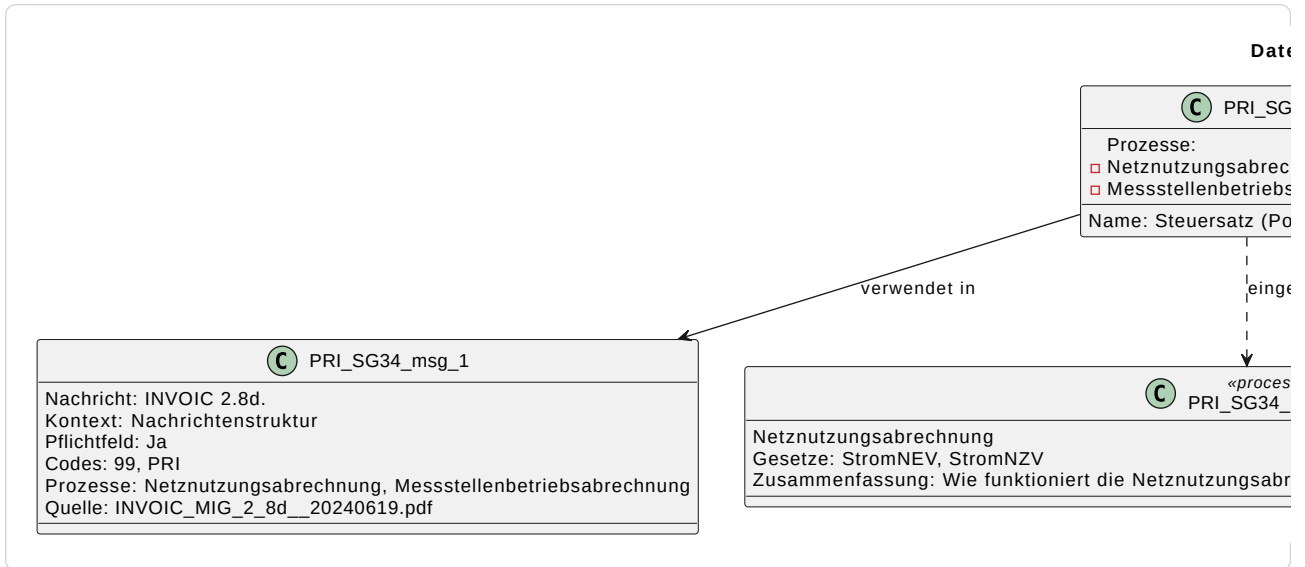 Date
C PRI_SG
Prozesse:
Netznutzungsabrec
Messstellenbetriebs
Name: Steuersatz (Po
verwendet in
einge
C PRI_SG34_msg_1
Nachricht: INVOIC 2.8d.
Kontext: Nachrichtenstruktur
Pflichtfeld: Ja
Codes: 99, PRI
Prozesse: Netznutzungsabrechnung, Messstellenbetriebsabrechnung
Quelle: INVOIC_MIG_2_8d__20240619.pdf
«proces
C PRI_SG34_
Netznutzungsabrechnung
Gesetze: StromNEV, StromNZV
Zusammenfassung: Wie funktioniert die Netznutzungsabr